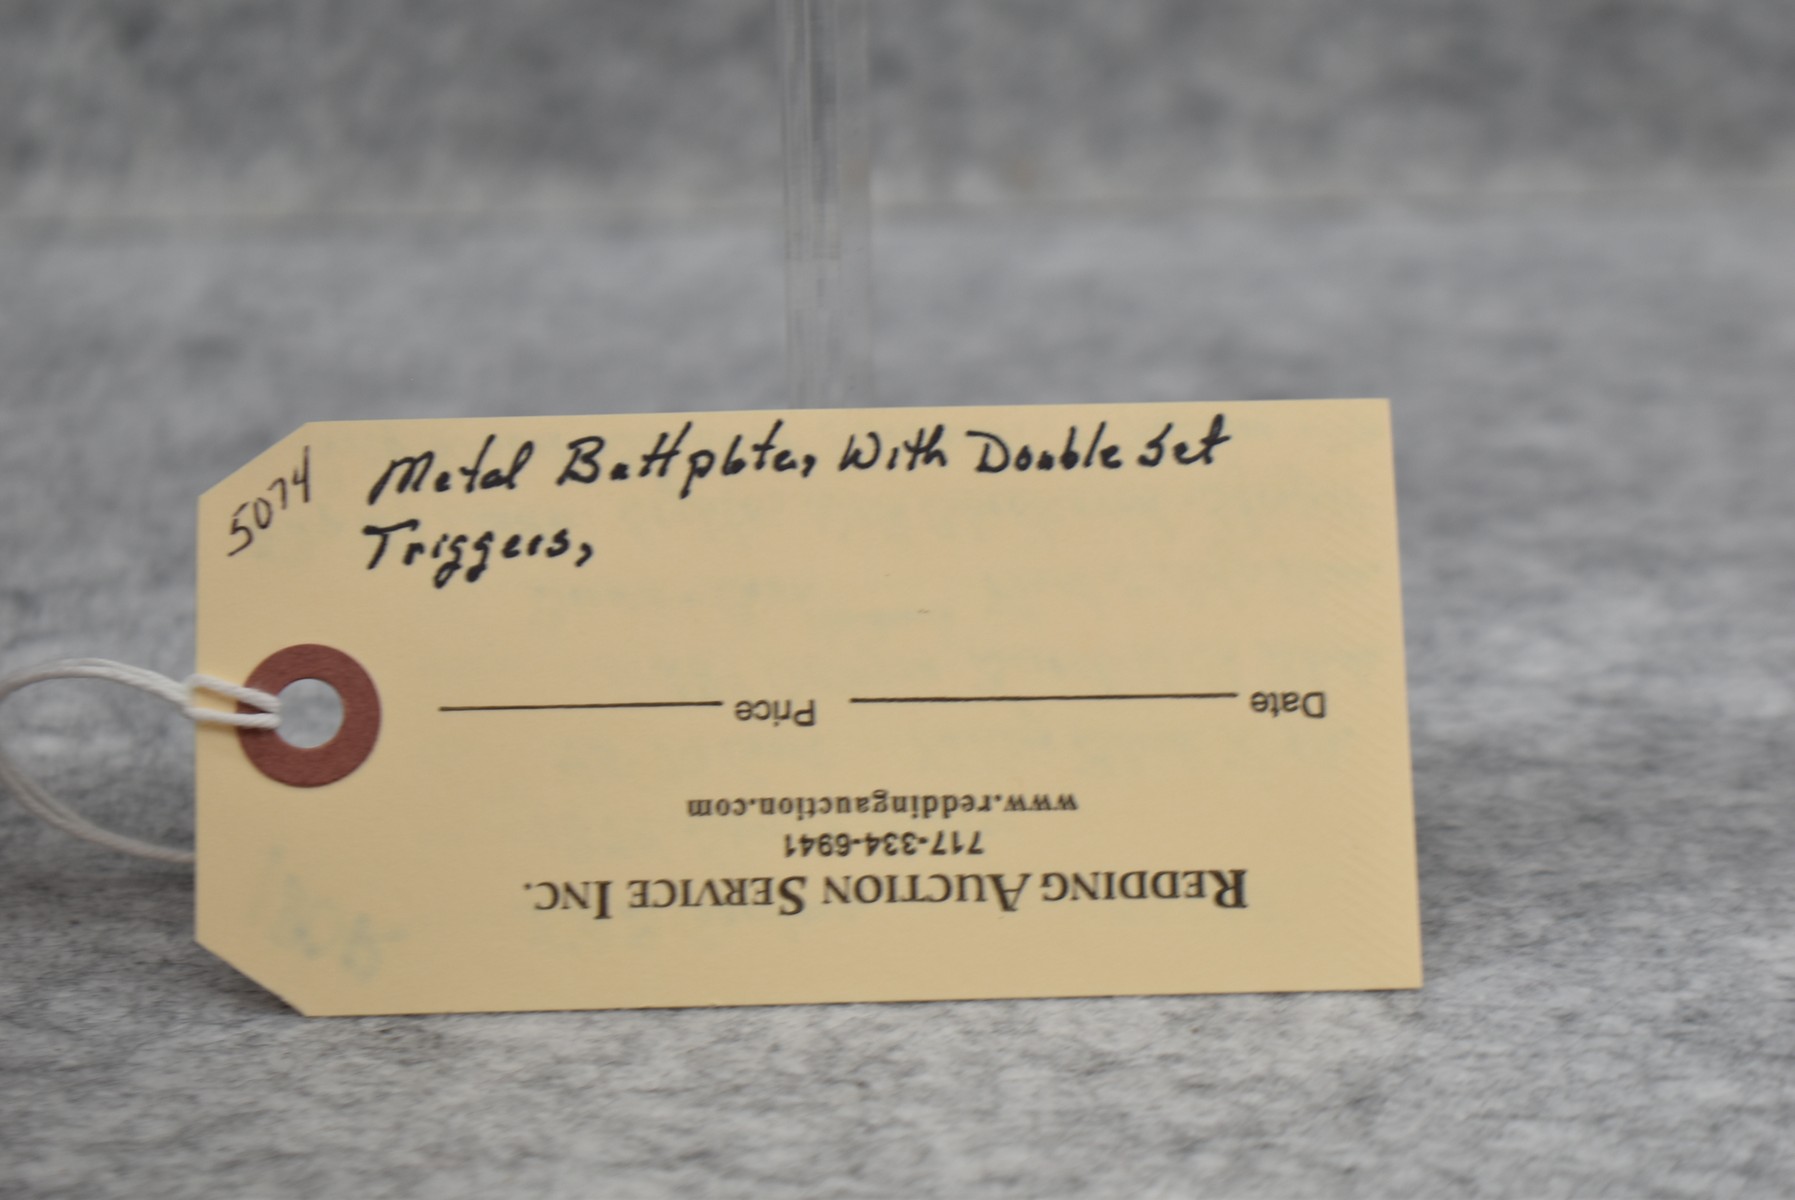 5074
Metal Buttplate, With Double Set
Triggers,
REDDING AUCTION SERVICE INC.
717-334-6941
www.reddingauction.com
Date Price